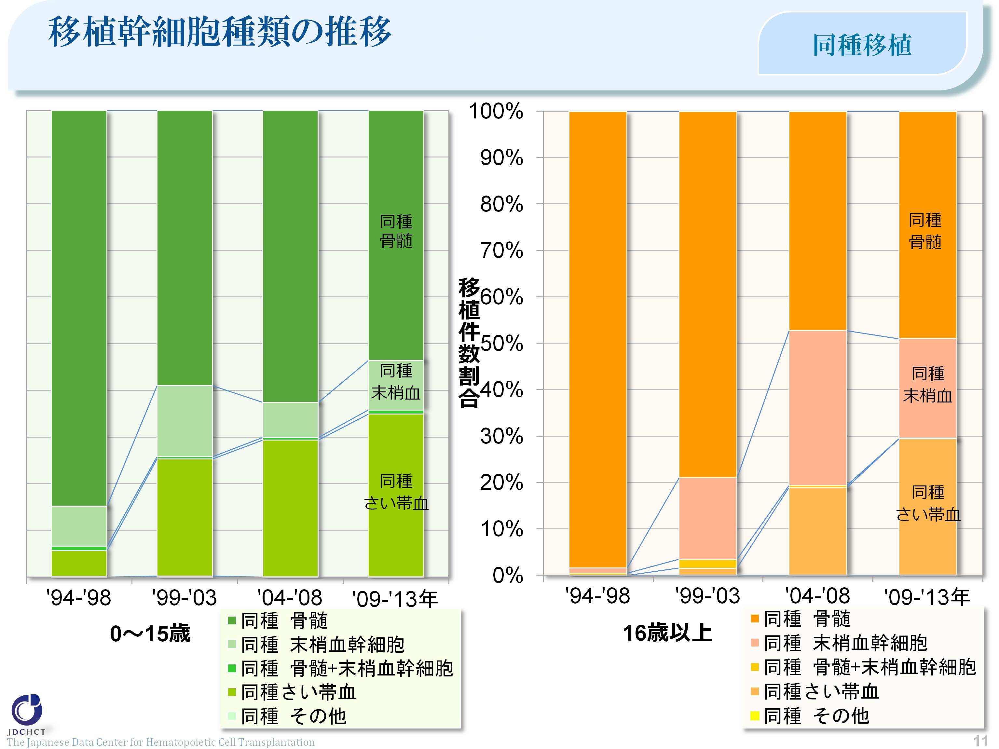 移植幹細胞種類の推移
同種移植
同種
骨髄
同種
末梢血
同種
さい帯血
'94-'98
'99-'03
'04-'08
'09-'13年
0～15歳
同種　骨髄
同種　末梢血幹細胞
同種　骨髄+末梢血幹細胞
同種さい帯血
同種　その他
移植件数割合
100%
90%
80%
70%
60%
50%
40%
30%
20%
10%
0%
同種
骨髄
同種
末梢血
同種
さい帯血
'94-'98
'99-'03
'04-'08
'09-'13年
16歳以上
同種　骨髄
同種　末梢血幹細胞
同種　骨髄+末梢血幹細胞
同種さい帯血
同種　その他
JDCHCT
The Japanese Data Center for Hematopoietic Cell Transplantation
11